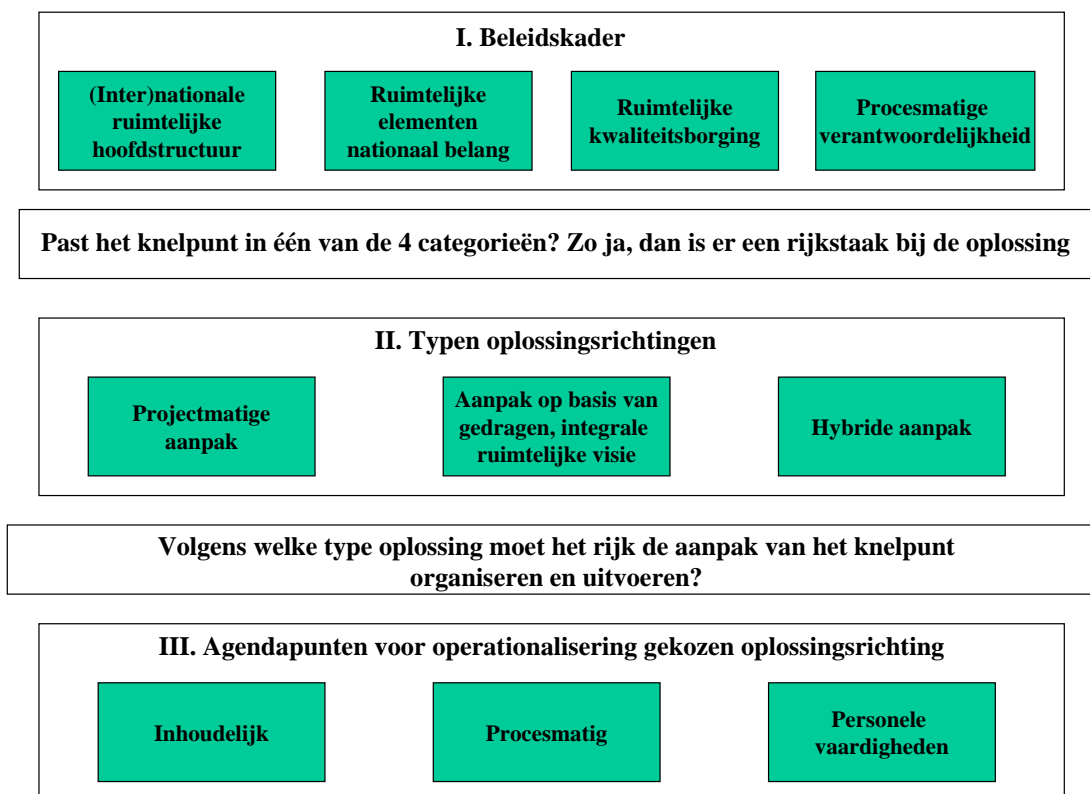 I. Beleidskader
(Inter)nationale
ruimtelijke
hoofdstructuur
Ruimtelijke
elementen
nationaal belang
Ruimtelijke
kwaliteitsborging
Procesmatige
verantwoordelijkheid
Past het knelpunt in één van de 4 categorieën? Zo ja, dan is er een rijkstaak bij de oplossing
II. Typen oplossingsrichtingen
Projectmatige
aanpak
Aanpak op basis van
gedragen, integrale
ruimtelijke visie
Hybride aanpak
Volgens welke type oplossing moet het rijk de aanpak van het knelpunt
organiseren en uitvoeren?
III. Agendapunten voor operationalisering gekozen oplossingsrichting
Inhoudelijk
Procesmatig
Personele
vaardigheden